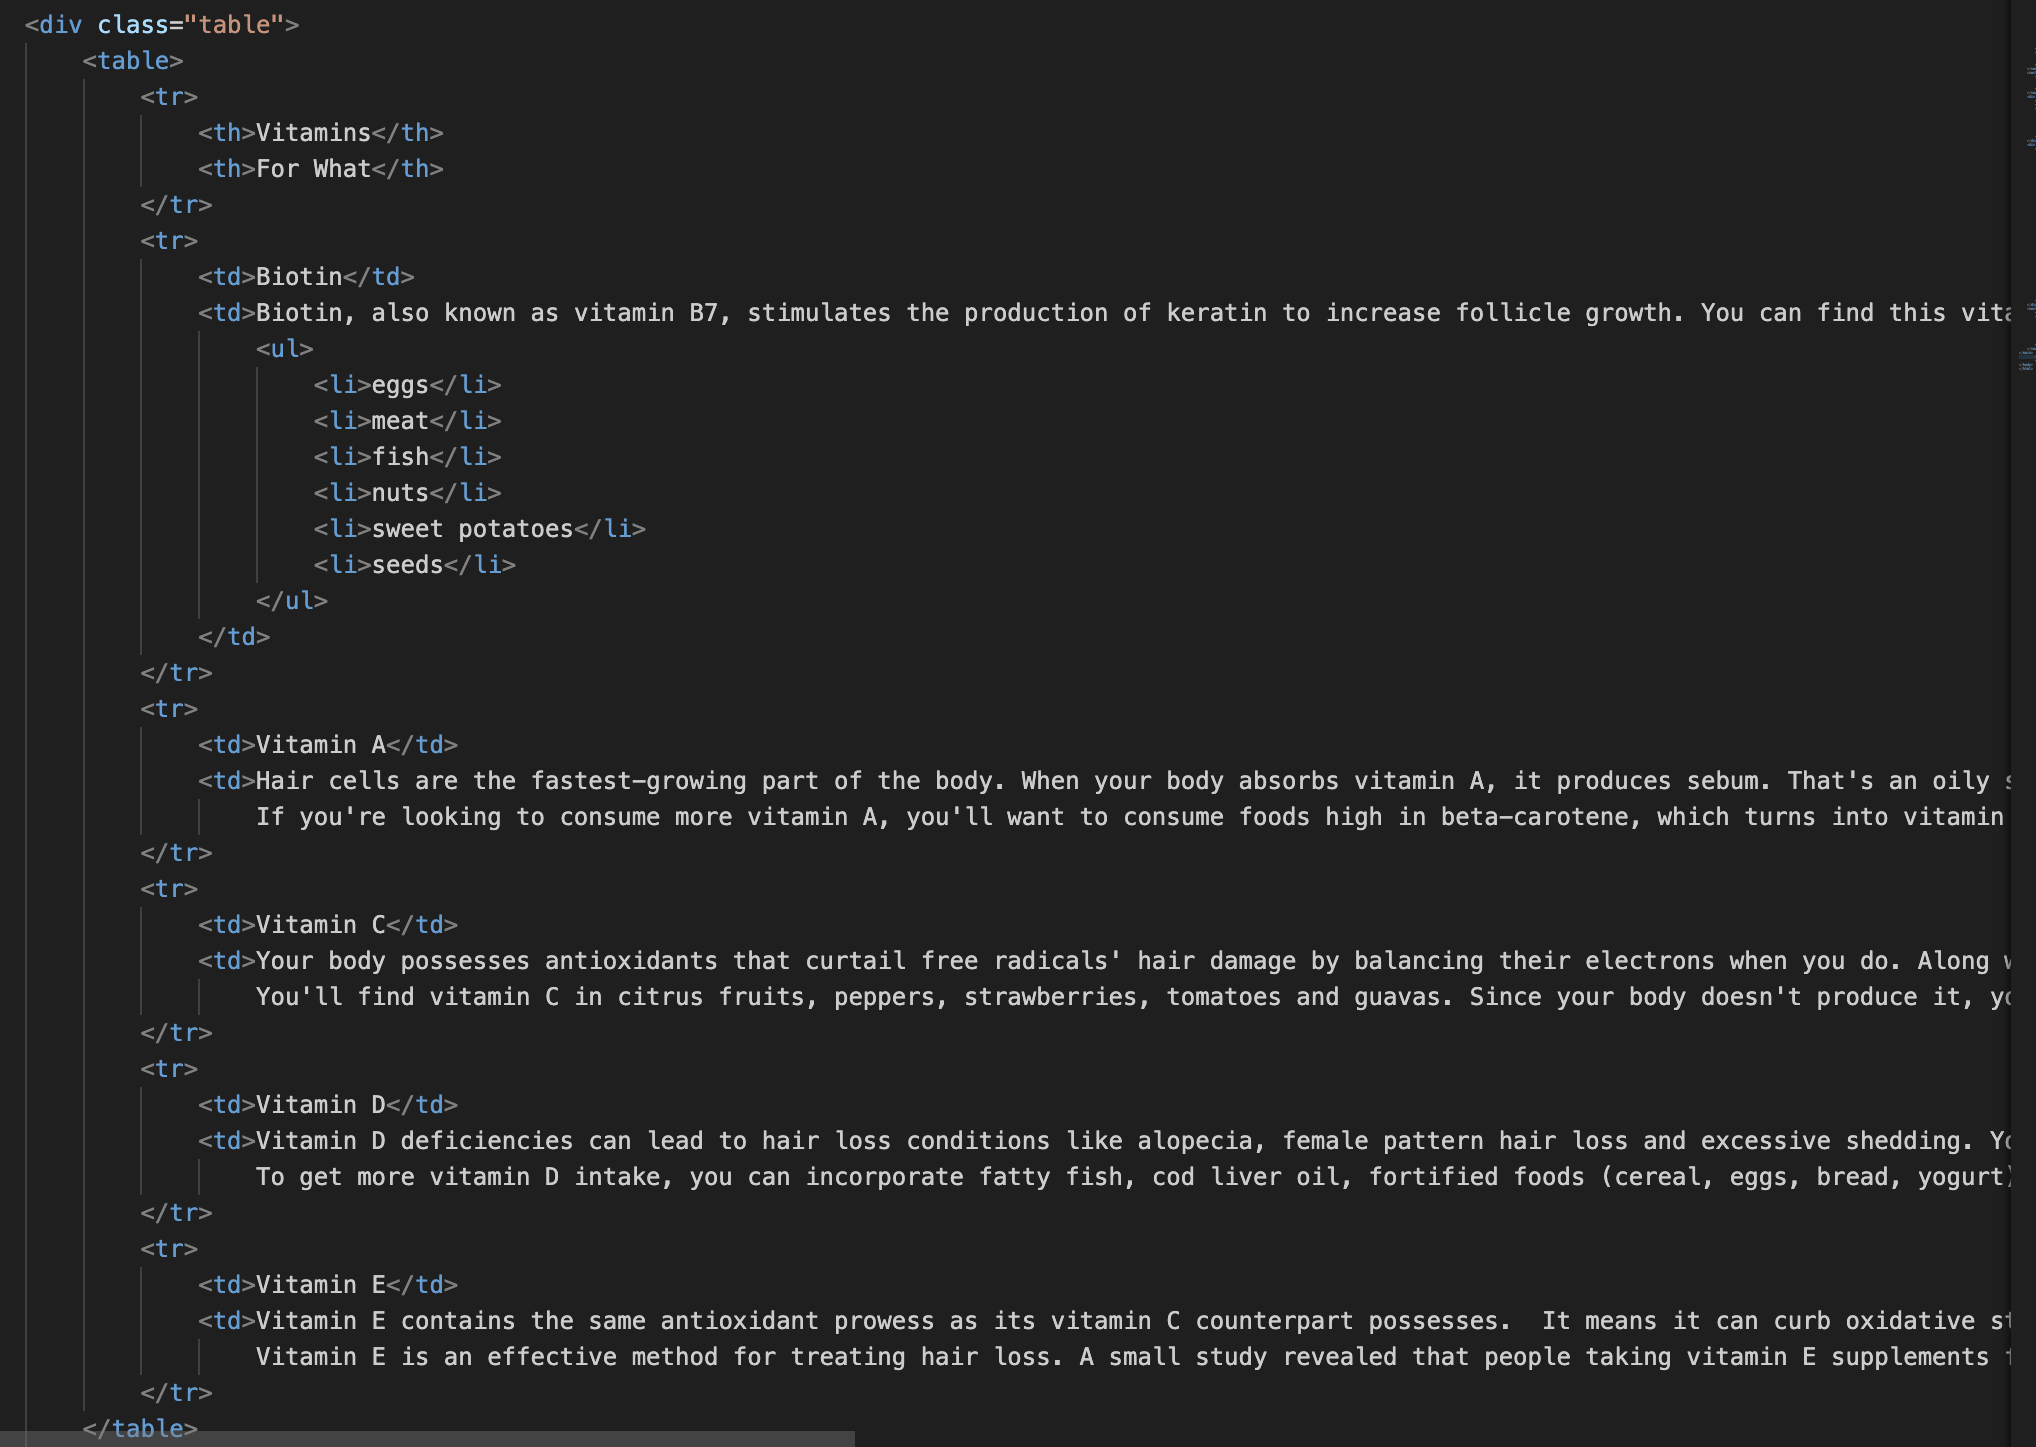 <div class="table">
<table>
<tr>
<th>Vitamins</th>
<th>For What</th>
</tr>
<tr>
<td>Biotin</td>
<td>Biotin, also known as vitamin B7, stimulates the production of keratin to increase follicle growth. You can find this
<ul>
<li>eggs</li>
<li>meat</li>
<li>fish</li>
<li>nuts</li>
<li>sweet potatoes</li>
<li>seeds</li>
</ul>
</td>
</tr>
<tr>
<td>Vitamin A</td>
<td>Hair cells are the fastest-growing part of the body. When your body absorbs vitamin A, it produces sebum. That's an oily
If you're looking to consume more vitamin A, you'll want to consume foods high in beta-carotene, which turns into vitamin
</tr>
<tr>
<td>Vitamin C</td>
<td>Your body possesses antioxidants that curtail free radicals' hair damage by balancing their electrons when you do. Along
You'll find vitamin C in citrus fruits, peppers, strawberries, tomatoes and guavas. Since your body doesn't produce it,
</tr>
<tr>
<td>Vitamin D</td>
<td>Vitamin D deficiencies can lead to hair loss conditions like alopecia, female pattern hair loss and excessive shedding.
To get more vitamin D intake, you can incorporate fatty fish, cod liver oil, fortified foods (cereal, eggs, bread, yogurt)
</tr>
<tr>
<td>Vitamin E</td>
<td>Vitamin E contains the same antioxidant prowess as its vitamin C counterpart possesses.  It means it can curb oxidative
Vitamin E is an effective method for treating hair loss. A small study revealed that people taking vitamin E supplements
</tr>
</table>